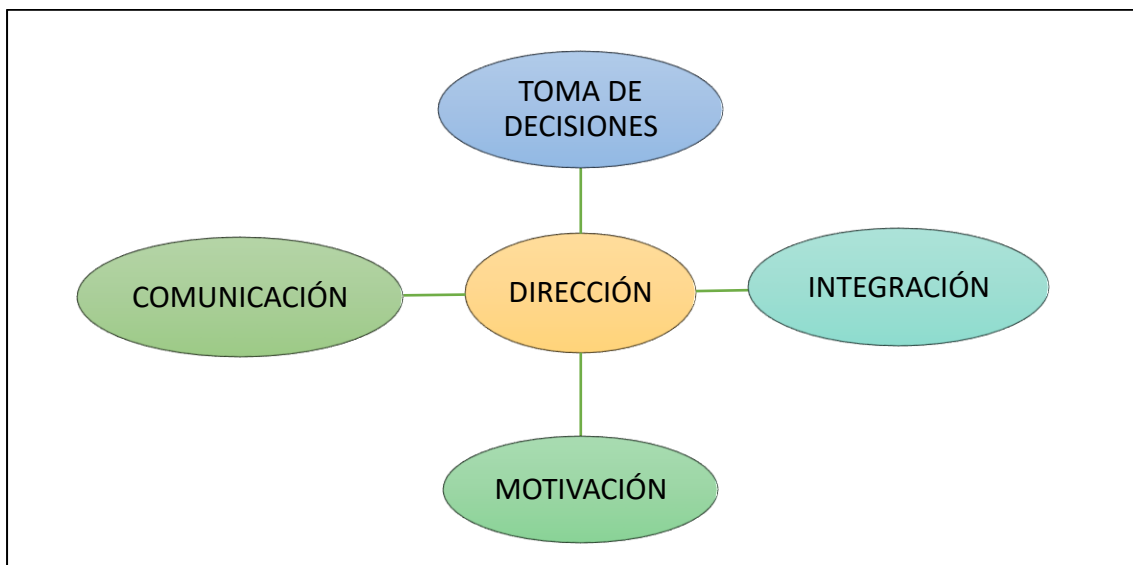 TOMA DE
DECISIONES
COMUNICACIÓN
DIRECCIÓN
INTEGRACIÓN
MOTIVACIÓN